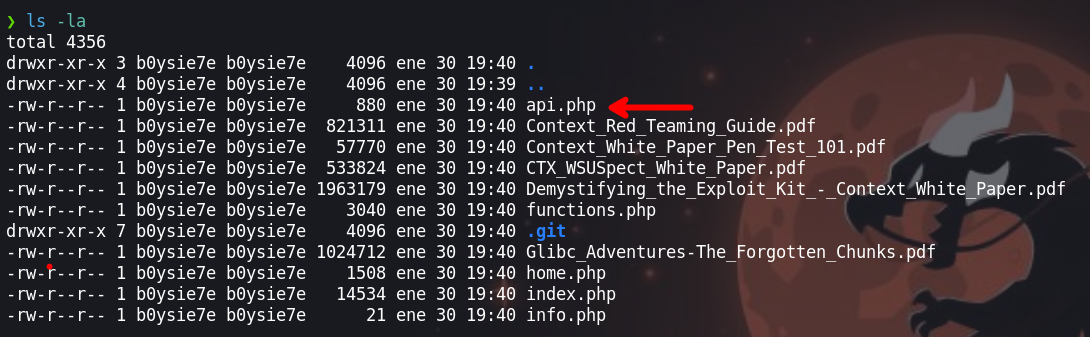 ❯ ls -la
total 4356
drwxr-xr-x 3 b0ysie7e b0ysie7e    4096 ene 30 19:40 .
drwxr-xr-x 4 b0ysie7e b0ysie7e    4096 ene 30 19:39 ..
-rw-r--r-- 1 b0ysie7e b0ysie7e     880 ene 30 19:40 api.php
-rw-r--r-- 1 b0ysie7e b0ysie7e  821311 ene 30 19:40 Context_Red_Teaming_Guide.pdf
-rw-r--r-- 1 b0ysie7e b0ysie7e   57770 ene 30 19:40 Context_White_Paper_Pen_Test_101.pdf
-rw-r--r-- 1 b0ysie7e b0ysie7e  533824 ene 30 19:40 CTX_WSUSpect_White_Paper.pdf
-rw-r--r-- 1 b0ysie7e b0ysie7e 1963179 ene 30 19:40 Demystifying_the_Exploit_Kit_-_Context_White_Paper.pdf
-rw-r--r-- 1 b0ysie7e b0ysie7e    3040 ene 30 19:40 functions.php
drwxr-xr-x 7 b0ysie7e b0ysie7e    4096 ene 30 19:40 .git
-rw-r--r-- 1 b0ysie7e b0ysie7e 1024712 ene 30 19:40 Glibc_Adventures-The_Forgotten_Chunks.pdf
-rw-r--r-- 1 b0ysie7e b0ysie7e    1508 ene 30 19:40 home.php
-rw-r--r-- 1 b0ysie7e b0ysie7e   14534 ene 30 19:40 index.php
-rw-r--r-- 1 b0ysie7e b0ysie7e      21 ene 30 19:40 info.php